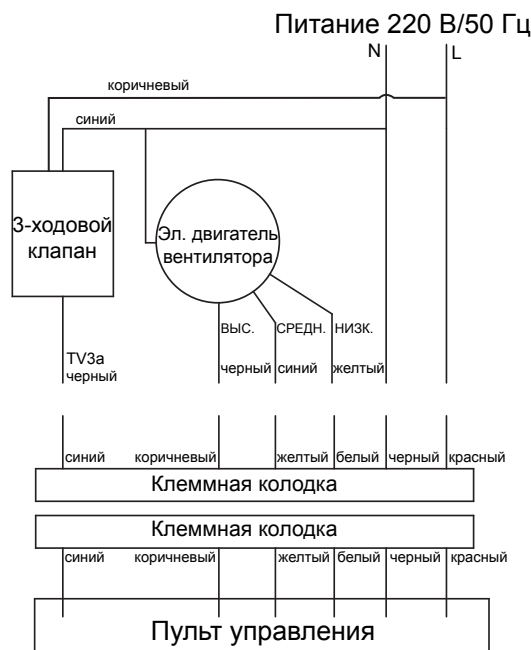 Питание 220 В/50 Гц
N L
коричневый
синий
3-ходовой
клапан
Эл. двигатель
вентилятора
ВЫС. СРЕДН. НИЗК.
TV3a
черный
черный синий желтый
синий коричневый желтый белый черный красный
Клеммная колодка
Клеммная колодка
синий коричневый желтый белый черный красный
Пульт управления